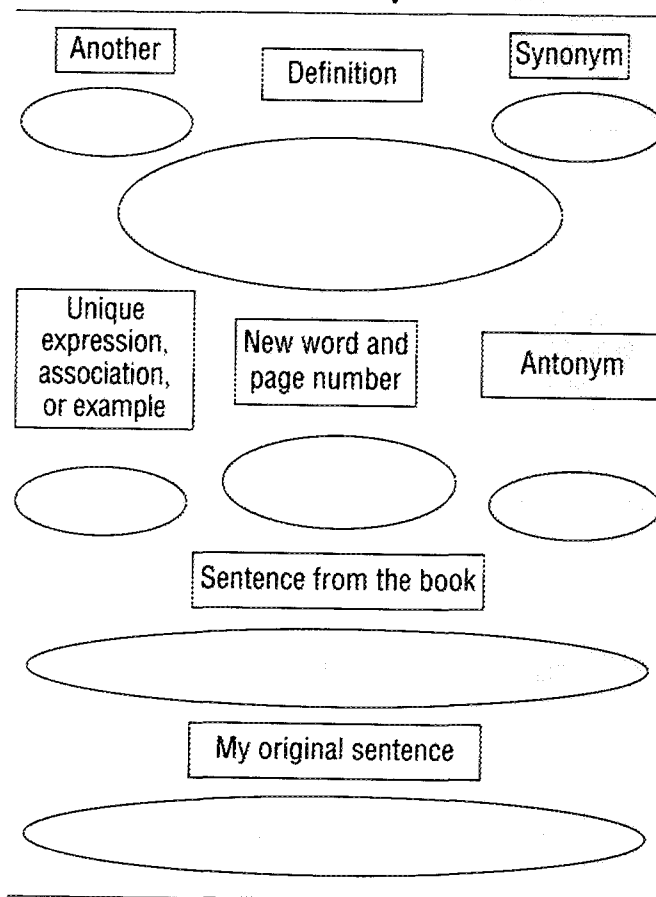 Another
Definition
Synonym
Unique
expression,
association,
or example
New word and
page number
Antonym
Sentence from the book
My original sentence